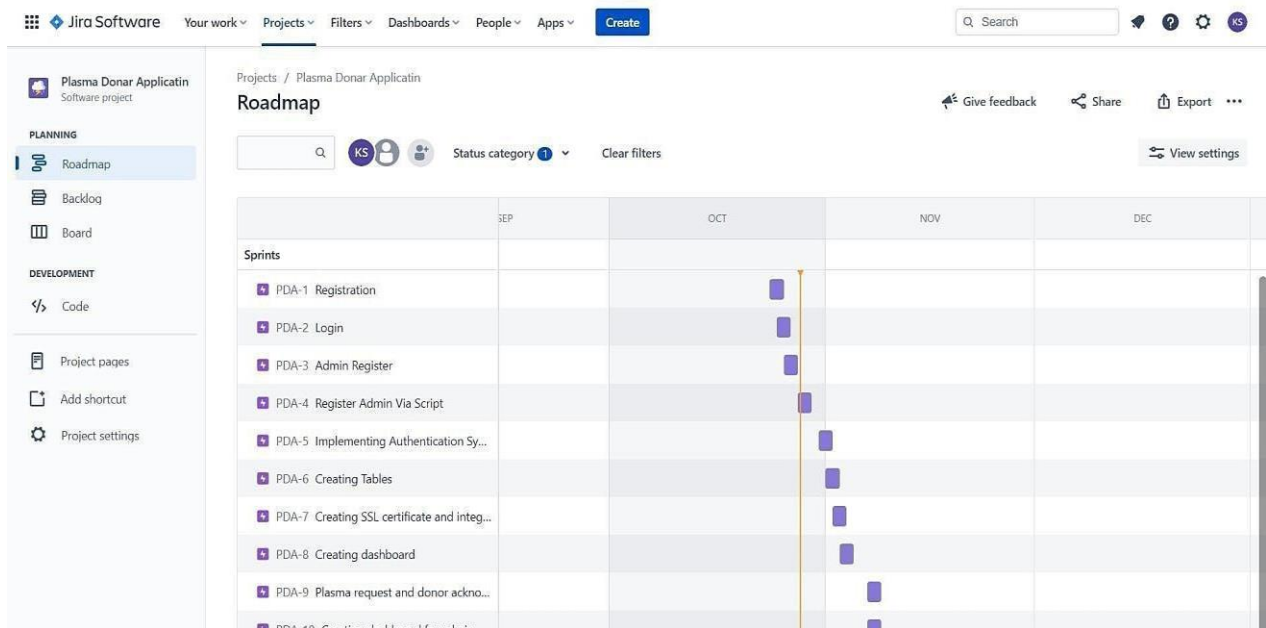 Jira Software Your work Projects Filters Dashboards People Apps Create Search KS
Plasma Donar Applicatin
Software project
PLANNING
Roadmap
Backlog
Board
DEVELOPMENT
Code
Project pages
Add shortcut
Project settings
Projects / Plasma Donar Applicatin
Roadmap
Give feedback Share Export
KS Status category 1 Clear filters View settings
SEP OCT NOV DEC
Sprints
PDA-1 Registration
PDA-2 Login
PDA-3 Admin Register
PDA-4 Register Admin Via Script
PDA-5 Implementing Authentication Sy...
PDA-6 Creating Tables
PDA-7 Creating SSL certificate and integ...
PDA-8 Creating dashboard
PDA-9 Plasma request and donor ackno...